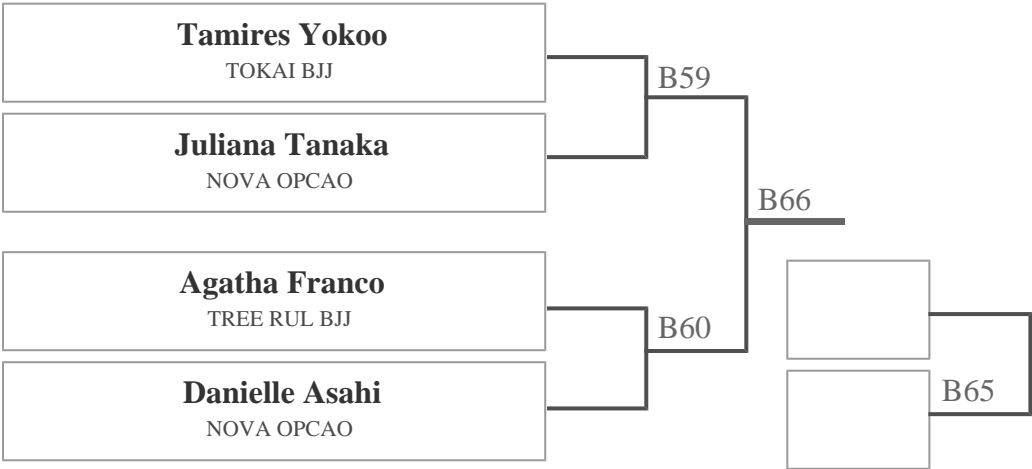 Tamires Yokoo
TOKAI BJJ
B59
Juliana Tanaka
NOVA OPCAO
B66
Agatha Franco
TREE RUL BJJ
B60
Danielle Asahi
NOVA OPCAO
B65